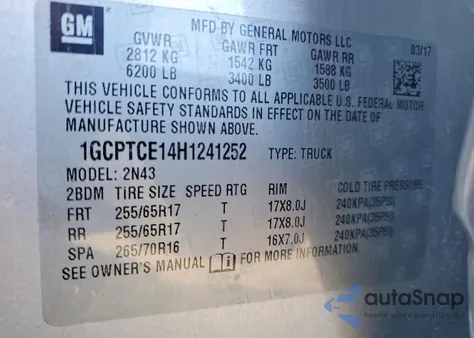 GM
MFD BY GENERAL MOTORS LLC
GVWR GAWR FRT GAWR RR 03/17
2812 KG 1542 KG 1588 KG
6200 LB 3400 LB 3500 LB
THIS VEHICLE CONFORMS TO ALL APPLICABLE U.S. FEDERAL MOTOR
VEHICLE SAFETY STANDARDS IN EFFECT ON THE DATE OF
MANUFACTURE SHOWN ABOVE.
1GCPTCE14H1241252 TYPE: TRUCK
MODEL: 2N43
2BDM TIRE SIZE SPEED RTG RIM COLD TIRE PRESSURE
FRT 255/65R17 T 17X8.0J 240KPA(35PSI)
RR 255/65R17 T 17X8.0J 240KPA(35PSI)
SPA 265/70R16 T 16X7.0J 240KPA(35PSI)
SEE OWNER'S MANUAL FOR MORE INFORMATION.
autoSnap